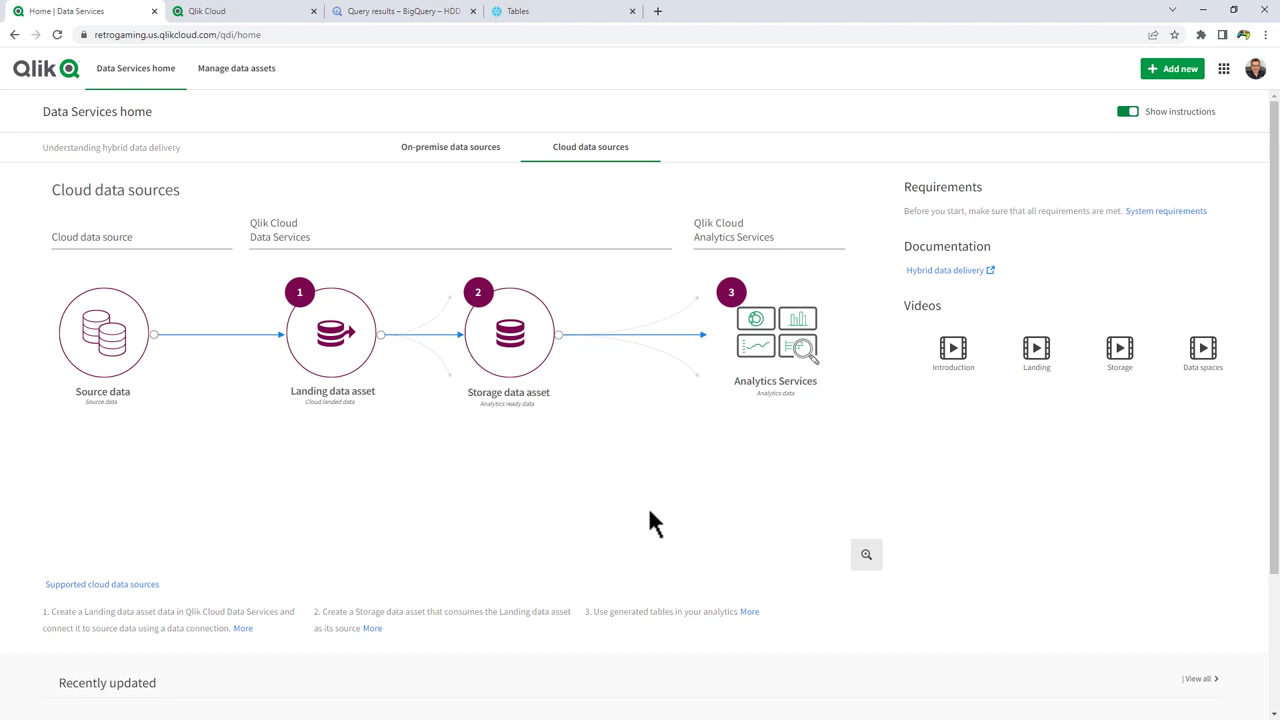 Home | Data Services
Qlik Cloud
Query results – BigQuery – HDD
Tables
retrogaming.us.qlikcloud.com/qdi/home
Qlik
Data Services home
Manage data assets
Add new
Data Services home
Show instructions
Understanding hybrid data delivery
On-premise data sources
Cloud data sources
Cloud data sources
Cloud data source
Qlik Cloud
Data Services
Qlik Cloud
Analytics Services
1
2
3
Source data
Source data
Landing data asset
Cloud landed data
Storage data asset
Analytics ready data
Analytics Services
Analytics data
Requirements
Before you start, make sure that all requirements are met. System requirements
Documentation
Hybrid data delivery
Videos
Introduction
Landing
Storage
Data spaces
Supported cloud data sources
1. Create a Landing data asset data in Qlik Cloud Data Services and
connect it to source data using a data connection. More
2. Create a Storage data asset that consumes the Landing data asset
as its source More
3. Use generated tables in your analytics More
Recently updated
| View all